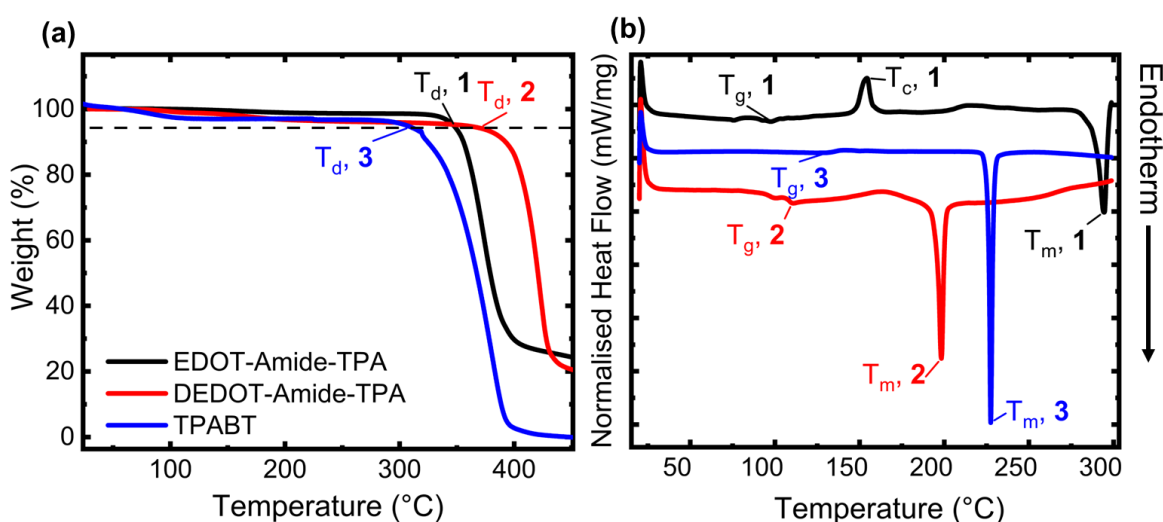 (a)
Weight (%)
100
80
60
40
20
0
T_d, 1
T_d, 2
T_d, 3
EDOT-Amide-TPA
DEDOT-Amide-TPA
TPABT
100
200
300
400
Temperature (°C)
(b)
Normalised Heat Flow (mW/mg)
T_g, 1
T_c, 1
T_g, 3
T_g, 2
T_m, 1
T_m, 2
T_m, 3
50
100
150
200
250
300
Temperature (°C)
Endotherm